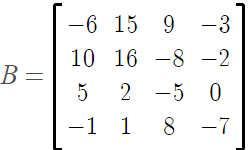 B = [ −6 15 9 −3
10 16 −8 −2
5 2 −5 0
−1 1 8 −7 ]